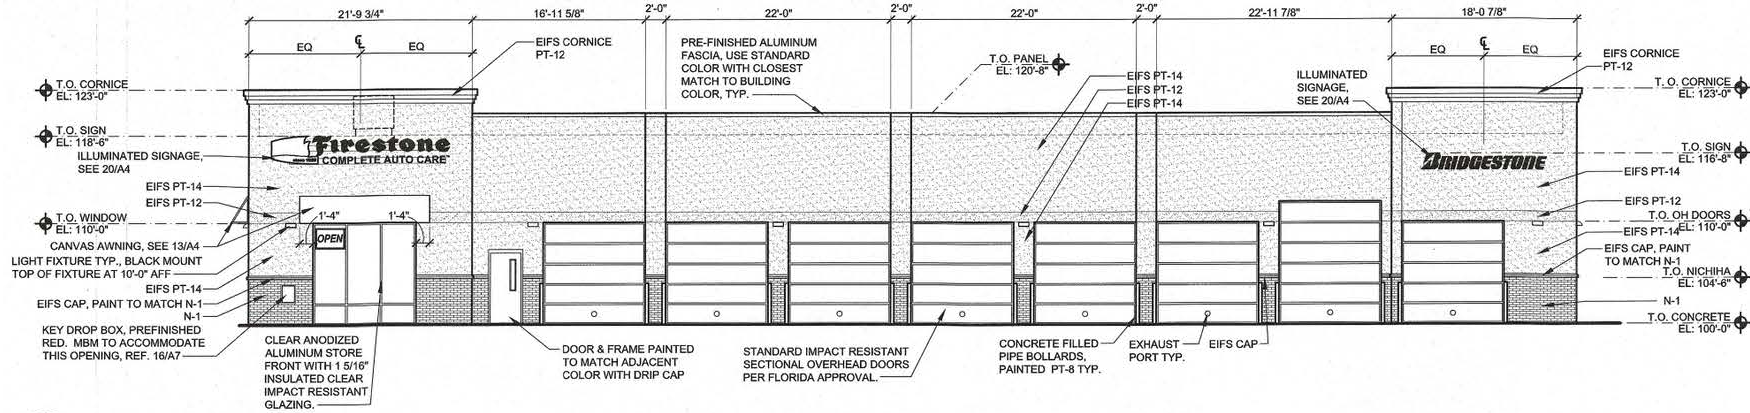 21'-9 3/4"
16'-11 5/8"
2'-0"
22'-0"
2'-0"
22'-0"
2'-0"
22'-11 7/8"
18'-0 7/8"
EQ
℄
EQ
EQ
℄
EQ
EIFS CORNICE
PT-12
PRE-FINISHED ALUMINUM
FASCIA, USE STANDARD
COLOR WITH CLOSEST
MATCH TO BUILDING
COLOR, TYP.
T.O. PANEL
EL: 120'-8"
EIFS PT-14
EIFS PT-12
EIFS PT-14
ILLUMINATED
SIGNAGE,
SEE 20/A4
EIFS CORNICE
PT-12
T.O. CORNICE
EL: 123'-0"
T.O. SIGN
EL: 118'-6"
ILLUMINATED SIGNAGE,
SEE 20/A4
EIFS PT-14
EIFS PT-12
T.O. WINDOW
EL: 110'-0"
CANVAS AWNING, SEE 13/A4
LIGHT FIXTURE TYP., BLACK MOUNT
TOP OF FIXTURE AT 10'-0" AFF
EIFS PT-14
EIFS CAP, PAINT TO MATCH N-1
N-1
KEY DROP BOX, PREFINISHED
RED. MBM TO ACCOMMODATE
THIS OPENING, REF. 16/A7
Firestone
COMPLETE AUTO CARE
1'-4"
1'-4"
OPEN
CLEAR ANODIZED
ALUMINUM STORE
FRONT WITH 1 5/16"
INSULATED CLEAR
IMPACT RESISTANT
GLAZING.
DOOR & FRAME PAINTED
TO MATCH ADJACENT
COLOR WITH DRIP CAP
STANDARD IMPACT RESISTANT
SECTIONAL OVERHEAD DOORS
PER FLORIDA APPROVAL.
CONCRETE FILLED
PIPE BOLLARDS,
PAINTED PT-8 TYP.
EXHAUST
PORT TYP.
EIFS CAP
BRIDGESTONE
T.O. CORNICE
EL: 123'-0"
T.O. SIGN
EL: 116'-8"
EIFS PT-14
EIFS PT-12
T.O. OH DOORS
EL: 110'-0"
EIFS PT-14
EIFS CAP, PAINT
TO MATCH N-1
T.O. NICHIHA
EL: 104'-6"
N-1
T.O. CONCRETE
EL: 100'-0"